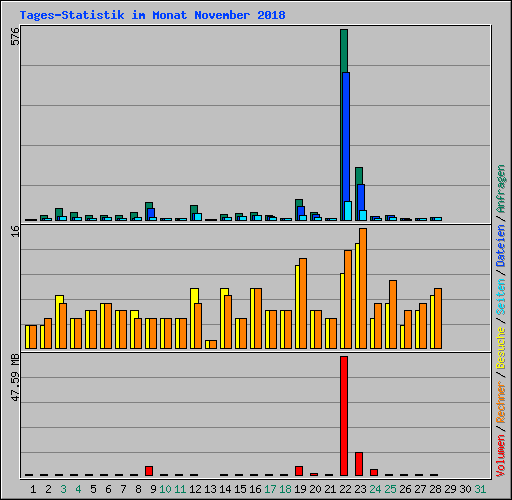 Tages-Statistik im Monat November 2018
576
16
47.59 MB
Volumen / Rechner / Besuche / Seiten / Dateien / Anfragen
1 2 3 4 5 6 7 8 9 10 11 12 13 14 15 16 17 18 19 20 21 22 23 24 25 26 27 28 29 30 31